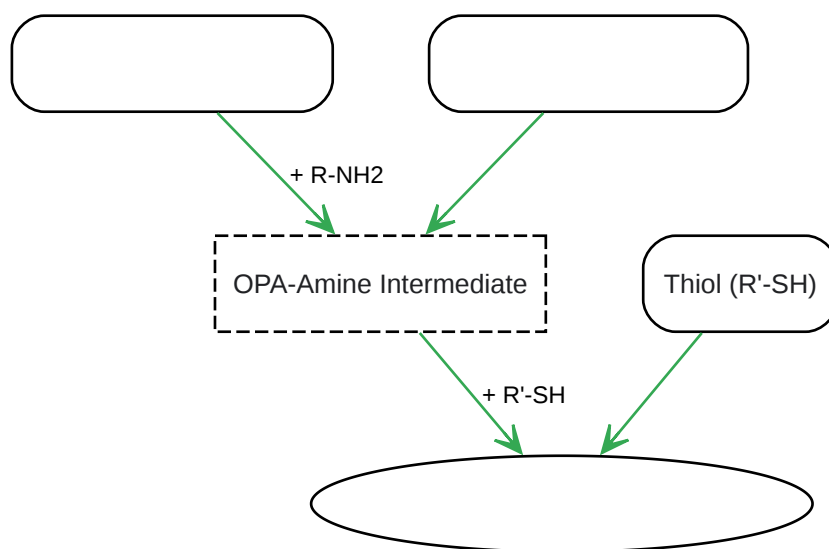 + R-NH2
OPA-Amine Intermediate
Thiol (R'-SH)
+ R'-SH